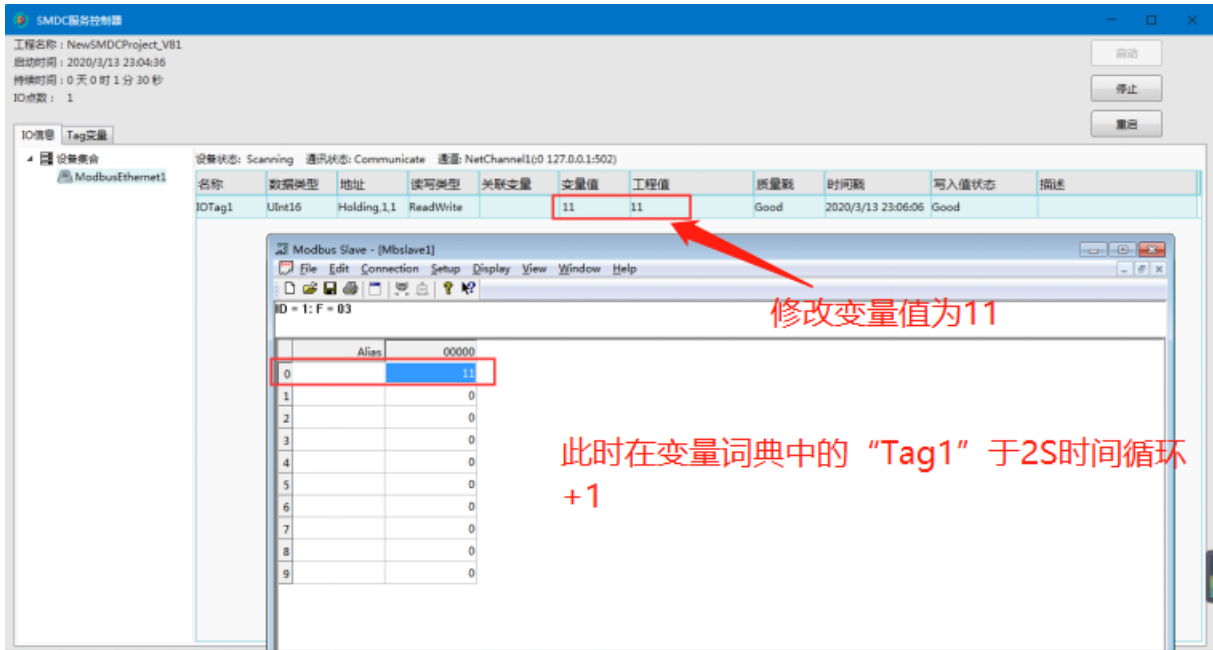 SMDC服务控制器
工程名称：NewSMDCProject_V81
启动时间：2020/3/13 23:04:36
持续时间：0 天 0 时 1 分 30 秒
IO点数： 1
启动
停止
重启
IO信息 Tag变量
设备集合
ModbusEthernet1
设备状态: Scanning 通讯状态: Communicate 通道: NetChannel1(:0 127.0.0.1:502)
名称 数据类型 地址 读写类型 关联变量 变量值 工程值 质量戳 时间戳 写入值状态 描述
IOTag1 UInt16 Holding,1,1 ReadWrite 11 11 Good 2020/3/13 23:06:06 Good
Modbus Slave - [Mbslave1]
File Edit Connection Setup Display View Window Help
ID = 1: F = 03
修改变量值为11
Alias 00000
0 11
1 0
2 0
3 0
4 0
5 0
6 0
7 0
8 0
9 0
此时在变量词典中的“Tag1”于2S时间循环
+1